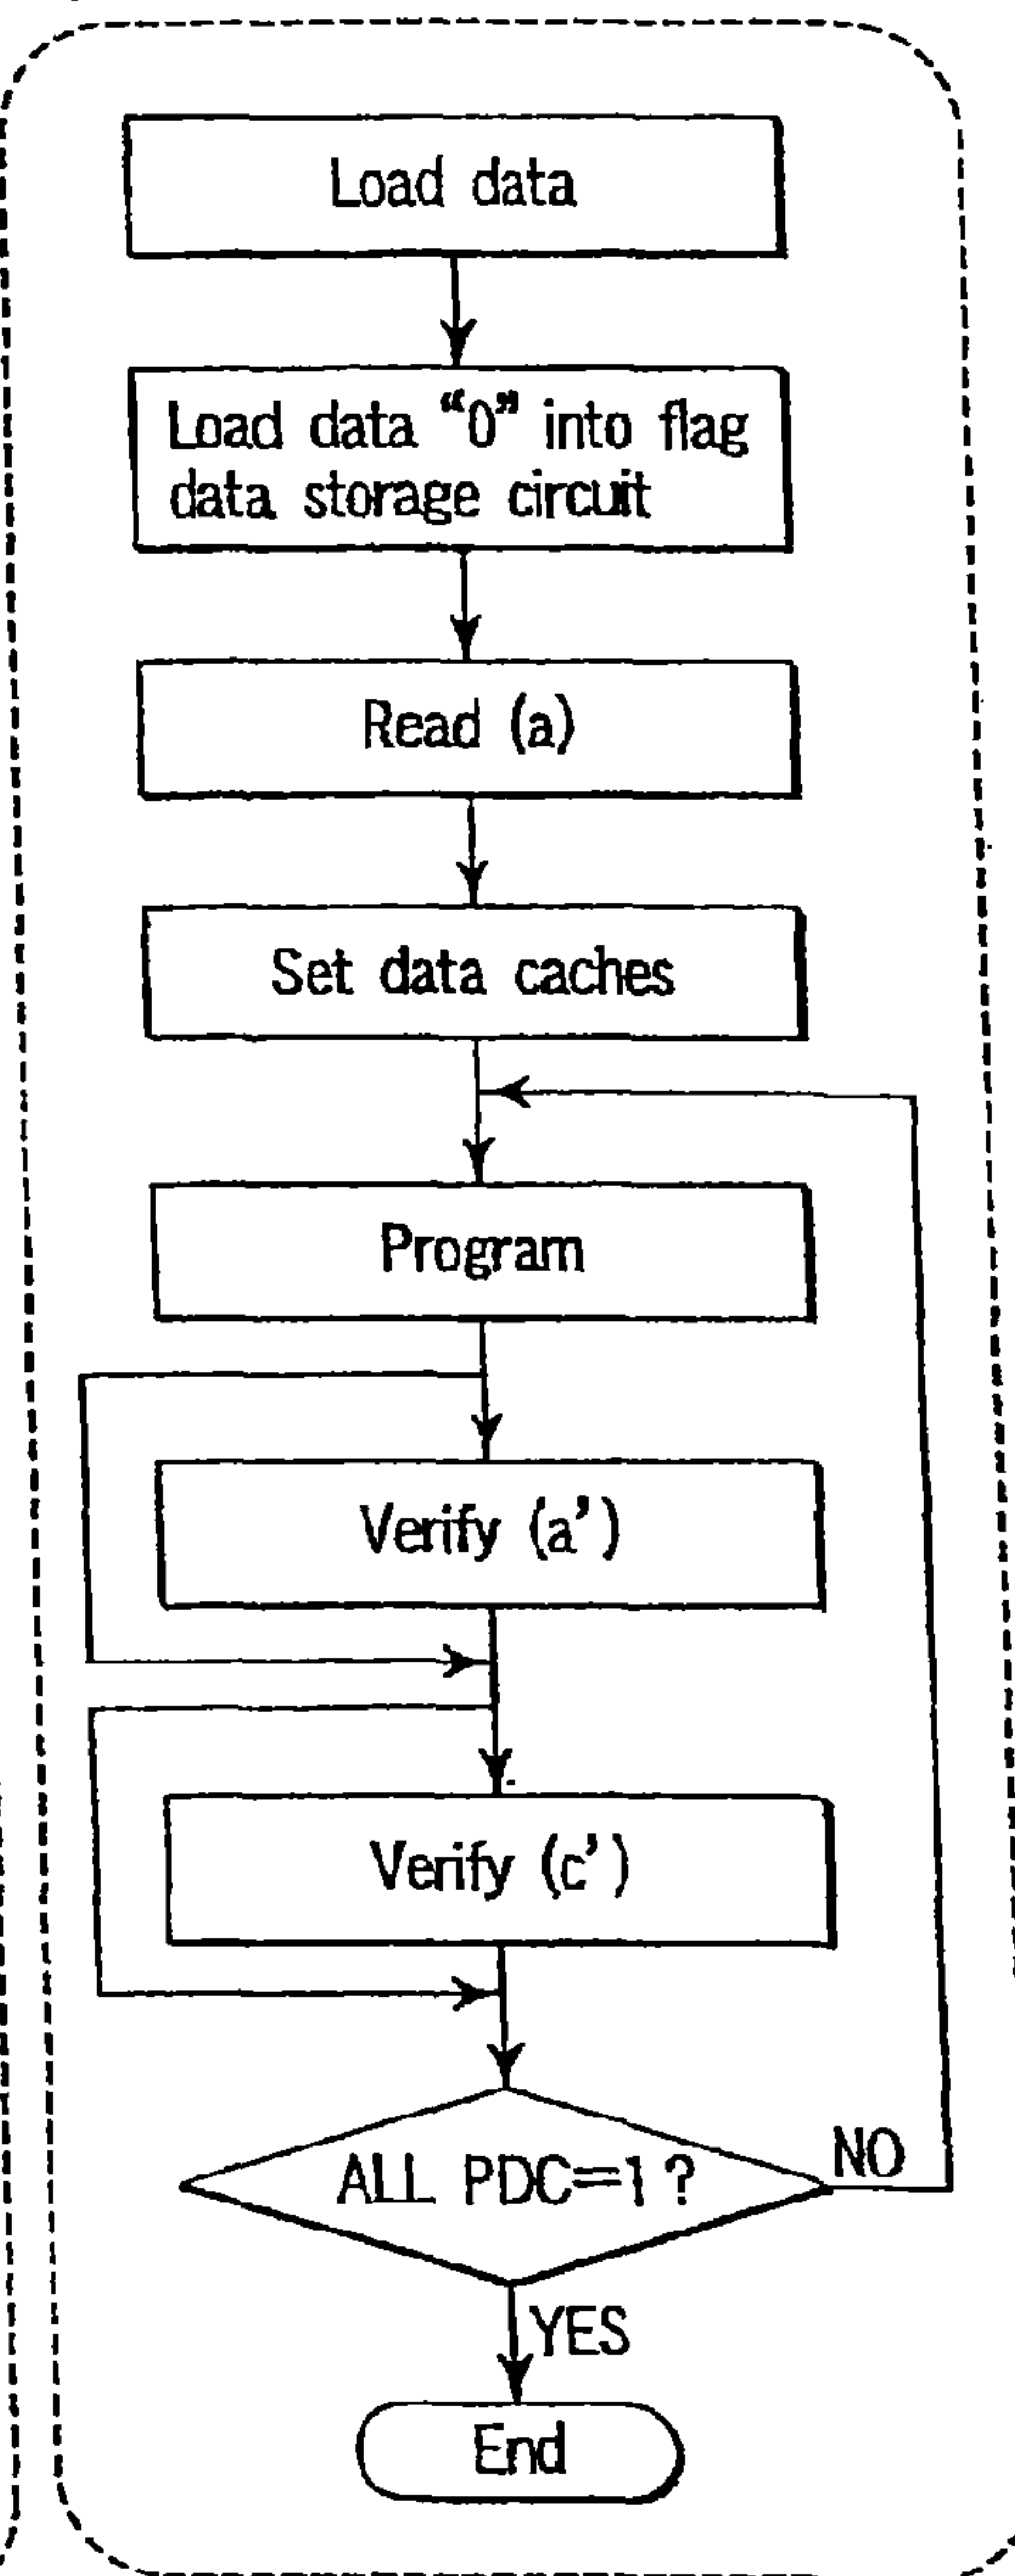 Load data
Load data “0” into flag
data storage circuit
Read (a)
Set data caches
Program
Verify (a’)
Verify (c’)
ALL PDC=1 ?
NO
YES
End